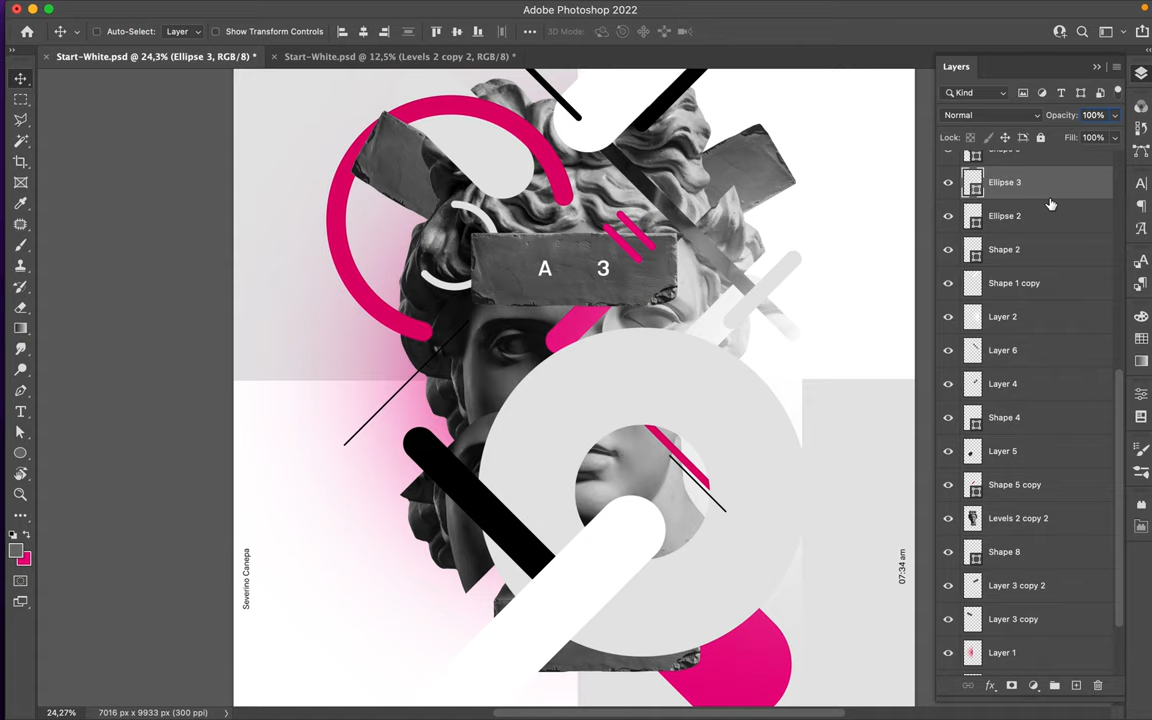 Adobe Photoshop 2022
Auto-Select:
Layer
Show Transform Controls
3D Mode:
Start-White.psd @ 24,3% (Ellipse 3, RGB/8) *
Start-White.psd @ 12,5% (Levels 2 copy 2, RGB/8) *
Layers
Kind
Normal
Opacity:
100%
Lock:
Fill:
100%
Ellipse 3
Ellipse 2
Shape 2
Shape 1 copy
Layer 2
Layer 6
Layer 4
Shape 4
Layer 5
Shape 5 copy
Levels 2 copy 2
Shape 8
Layer 3 copy 2
Layer 3 copy
Layer 1
A 3
Severino Canepa
07:34 am
24,27%
7016 px x 9933 px (300 ppi)